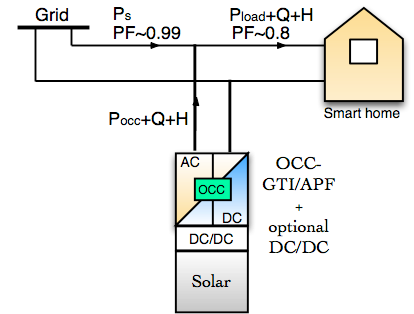 Grid
Ps
PF~0.99
Pload+Q+H
PF~0.8
Smart home
Pocc+Q+H
AC
OCC
DC
DC/DC
Solar
OCC-
GTI/APF
+
optional
DC/DC